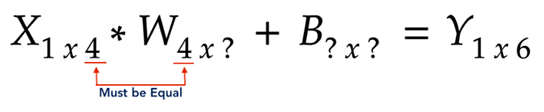 X1 x 4 * W4 x ? + B? x ? = Y1 x 6
Must be Equal